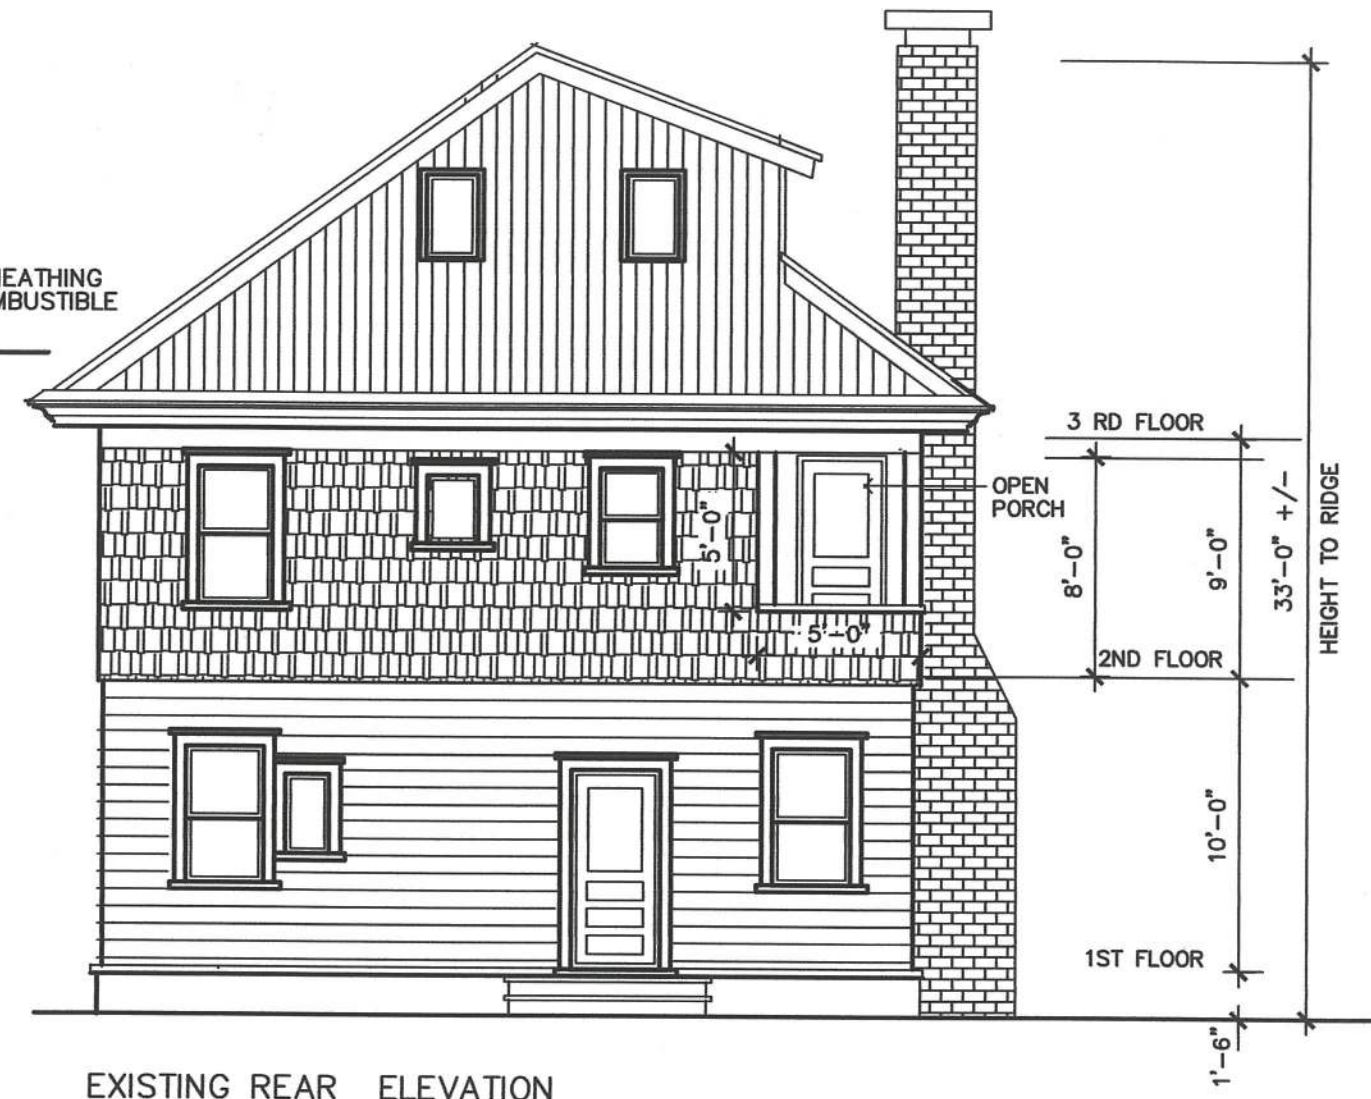 HEATHING
MBUSTIBLE
3 RD FLOOR
OPEN
PORCH
5'-0"
8'-0"
9'-0"
33'-0" +/-
HEIGHT TO RIDGE
5'-0"
2ND FLOOR
10'-0"
1ST FLOOR
1'-6"
EXISTING REAR ELEVATION